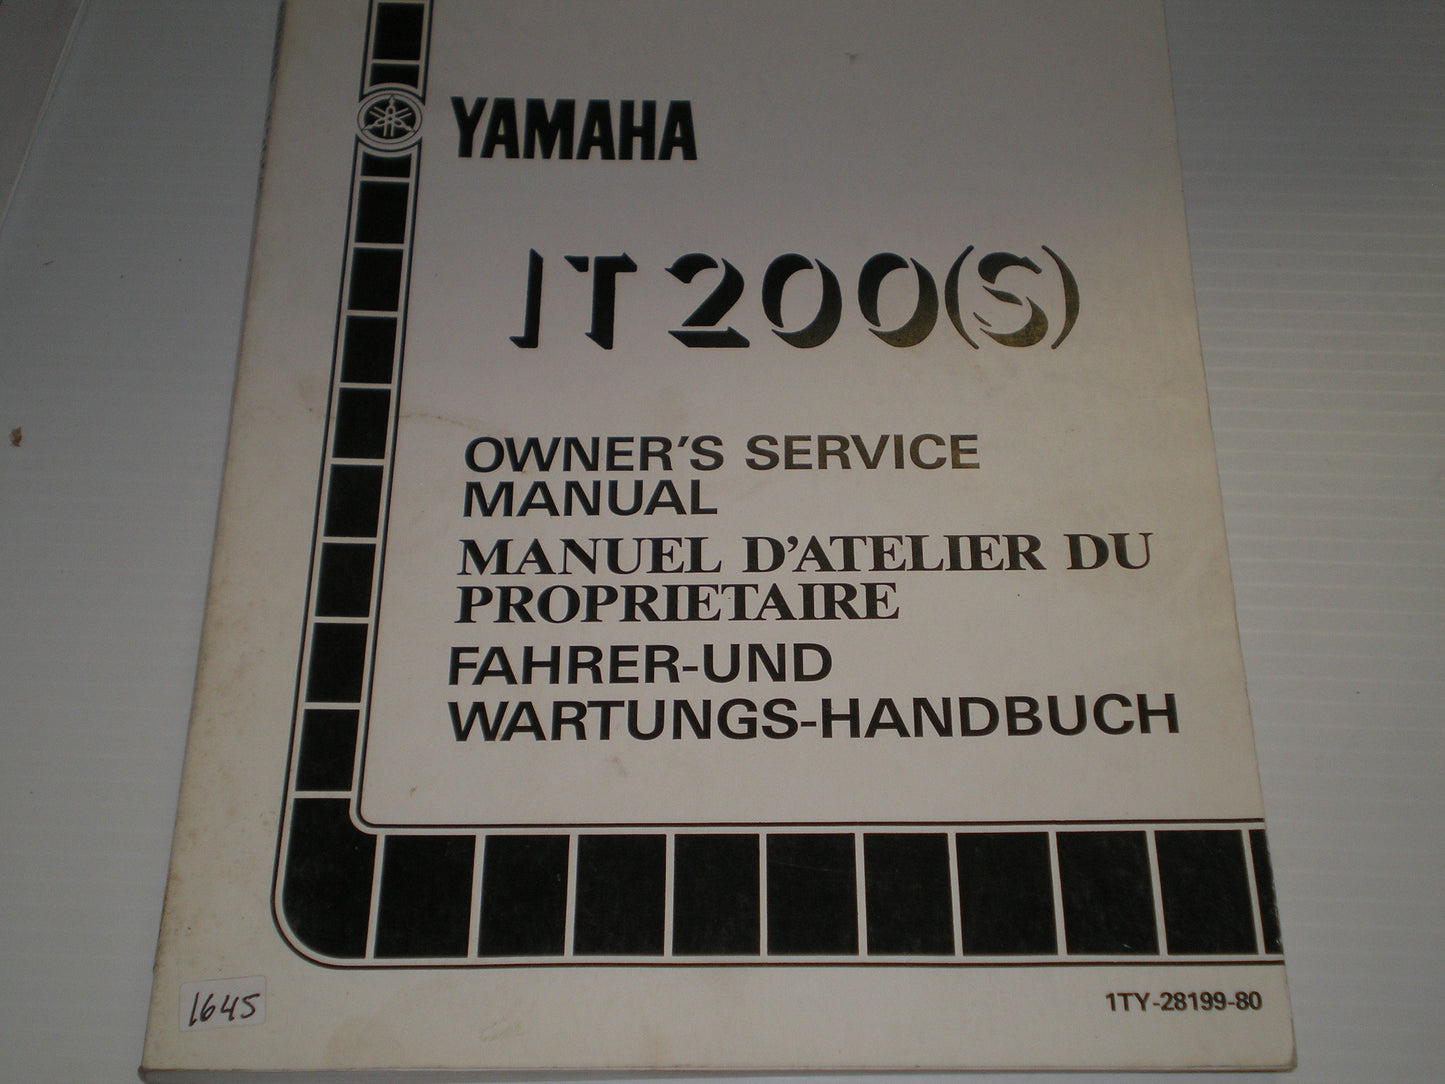 YAMAHA
IT200(S)
OWNER'S SERVICE
MANUAL
MANUEL D'ATELIER DU
PROPRIETAIRE
FAHRER-UND
WARTUNGS-HANDBUCH
1645
1TY-28199-80